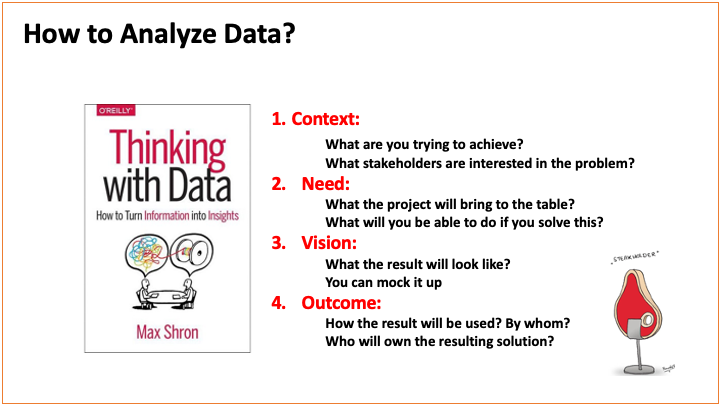 How to Analyze Data?
O'REILLY®
Thinking
with Data
How to Turn Information into Insights
Max Shron
1. Context:
What are you trying to achieve?
What stakeholders are interested in the problem?
2. Need:
What the project will bring to the table?
What will you be able to do if you solve this?
3. Vision:
What the result will look like?
You can mock it up
4. Outcome:
How the result will be used? By whom?
Who will own the resulting solution?
"STEAKHOLDER"